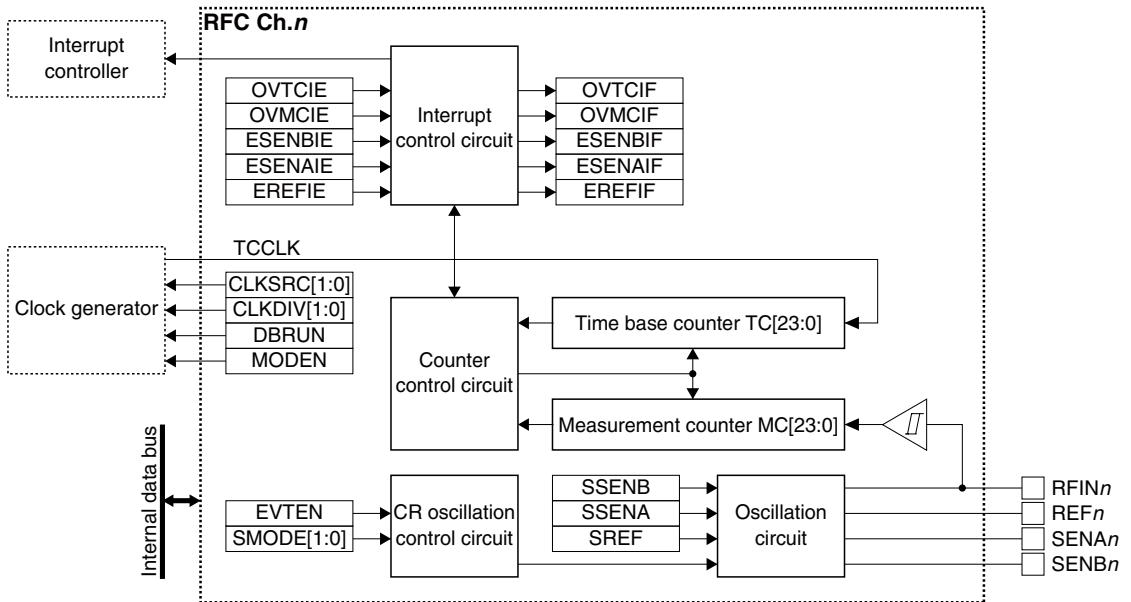 RFC Ch.n
Interrupt
controller
OVTCIE
OVMCIE
ESENBIE
ESENAIE
EREFIE
Interrupt
control circuit
OVTCIF
OVMCIF
ESENBIF
ESENAIF
EREFIF
TCCLK
Clock generator
CLKSRC[1:0]
CLKDIV[1:0]
DBRUN
MODEN
Counter
control circuit
Time base counter TC[23:0]
Measurement counter MC[23:0]
Internal data bus
EVTEN
SMODE[1:0]
CR oscillation
control circuit
SSENB
SSENA
SREF
Oscillation
circuit
RFINn
REFn
SENAn
SENBn